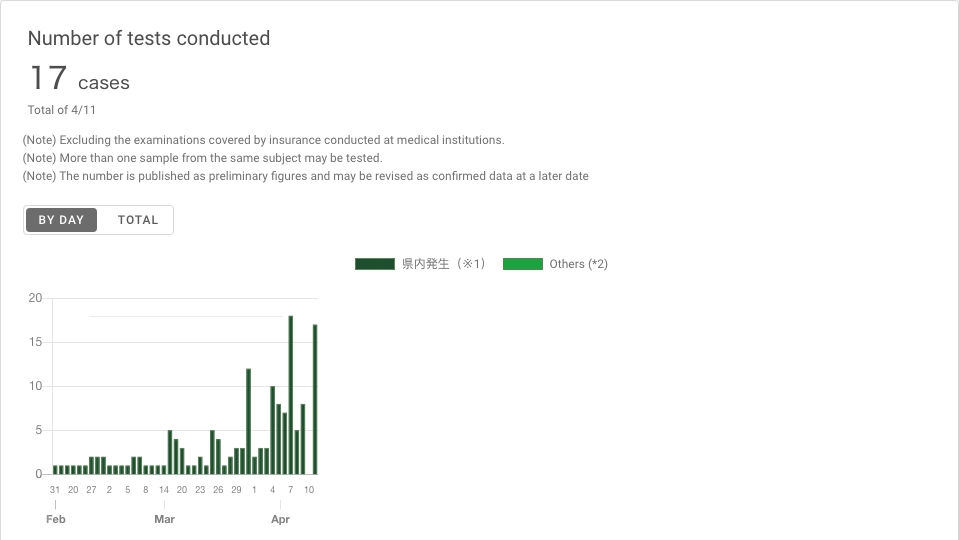 Number of tests conducted
17 cases
Total of 4/11
(Note) Excluding the examinations covered by insurance conducted at medical institutions.
(Note) More than one sample from the same subject may be tested.
(Note) The number is published as preliminary figures and may be revised as confirmed data at a later date
BY DAY TOTAL
県内発生（※1） Others (*2)
20
15
10
5
0
31 20 27 2 5 8 14 20 23 26 29 1 4 7 10
Feb Mar Apr